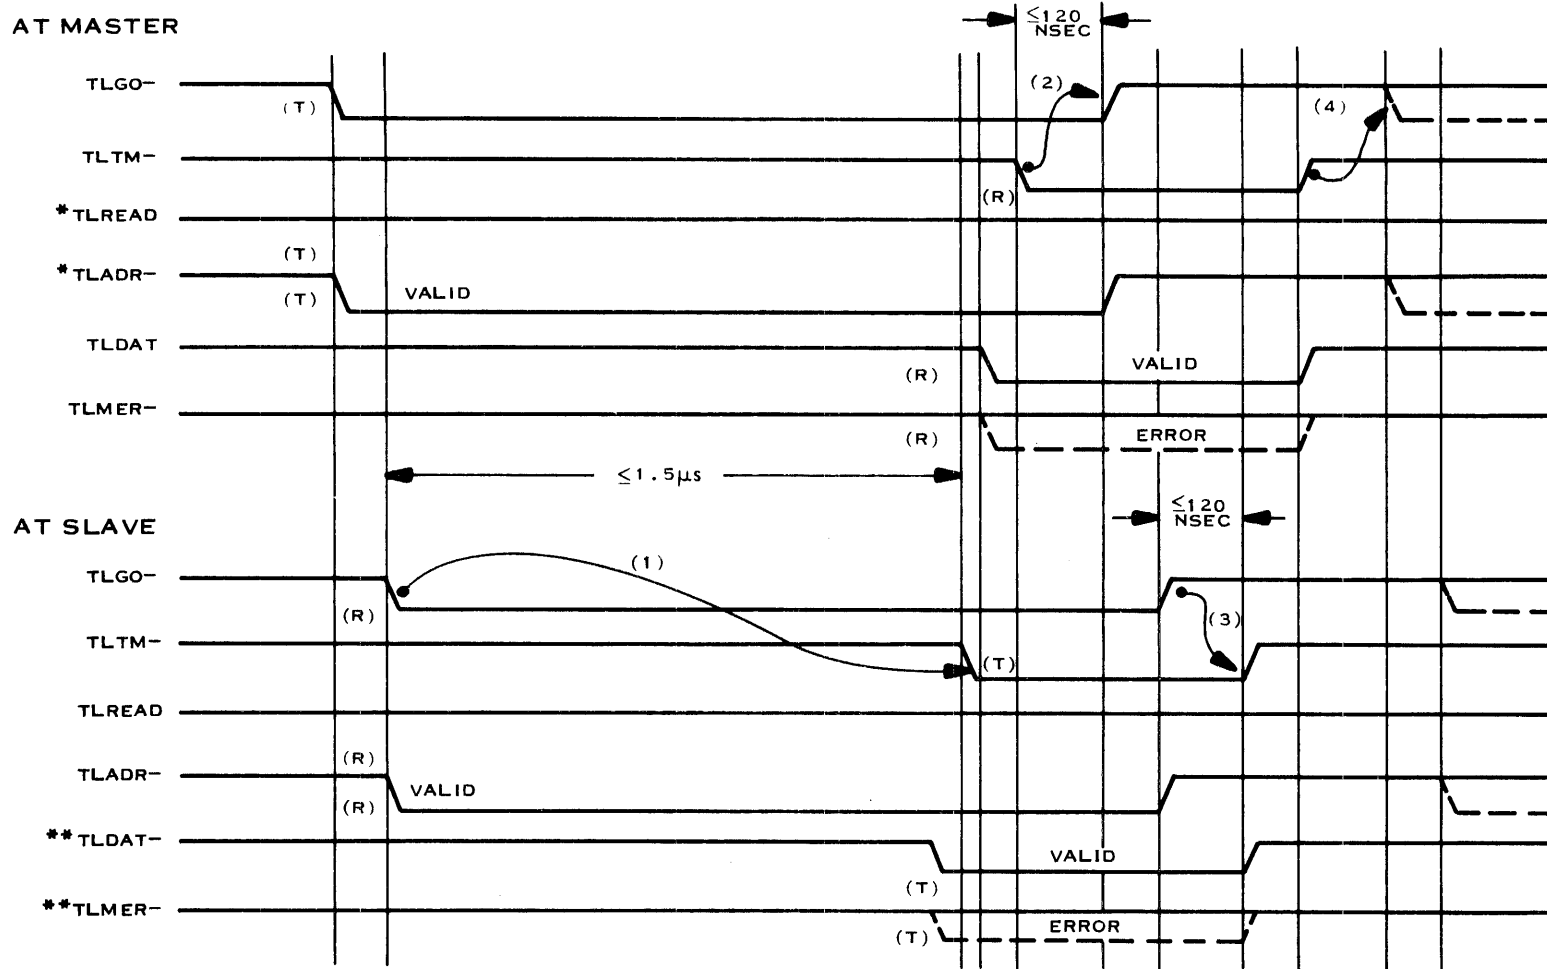 AT MASTER
≤120
NSEC
TLGO–
(T)
(2)
(4)
TLTM–
(R)
*TLREAD
(T)
*TLADR–
(T)
VALID
TLDAT
(R)
VALID
TLMER–
(R)
ERROR
≤1.5μs
≤120
NSEC
AT SLAVE
TLGO–
(R)
(1)
(3)
TLTM–
(T)
TLREAD
(R)
TLADR–
(R)
VALID
**TLDAT–
(T)
VALID
**TLMER–
(T)
ERROR